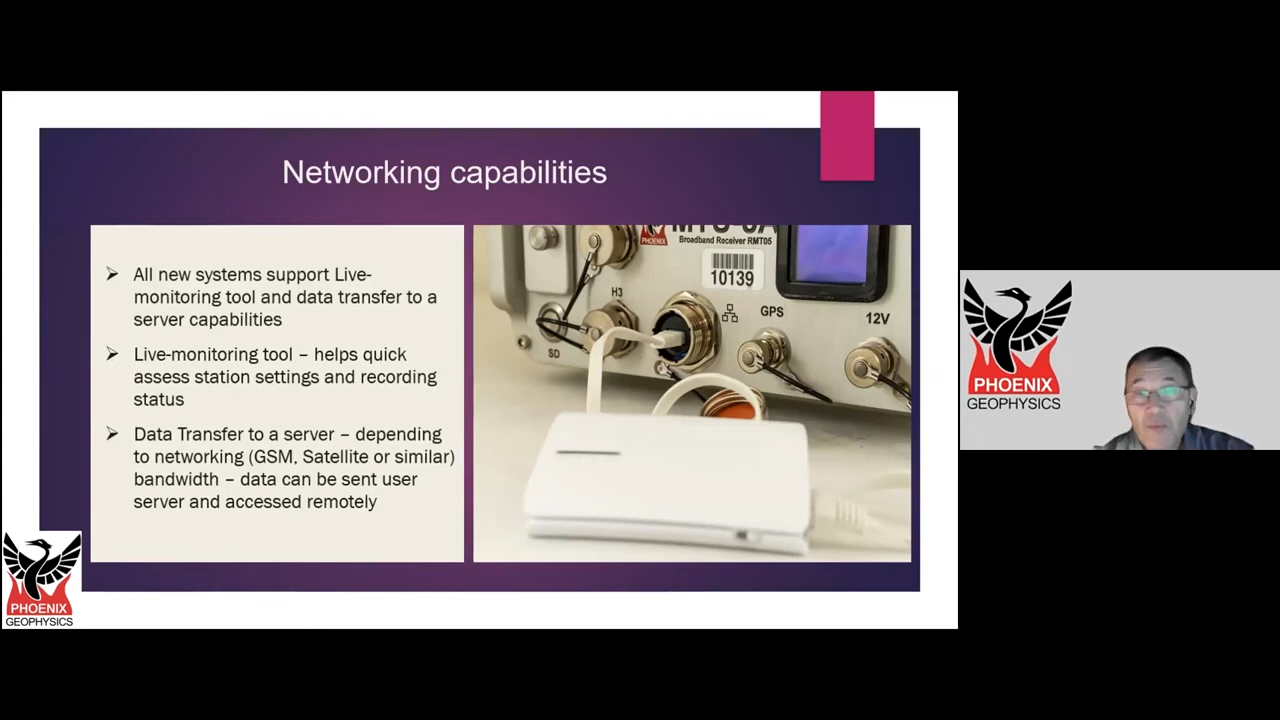 Networking capabilities
All new systems support Live-
monitoring tool and data transfer to a
server capabilities
Live-monitoring tool – helps quick
assess station settings and recording
status
Data Transfer to a server – depending
to networking (GSM, Satellite or similar)
bandwidth – data can be sent user
server and accessed remotely
PHOENIX
Broadband Receiver RMT05
10139
H3
GPS
12V
SD
PHOENIX
GEOPHYSICS
PHOENIX
GEOPHYSICS